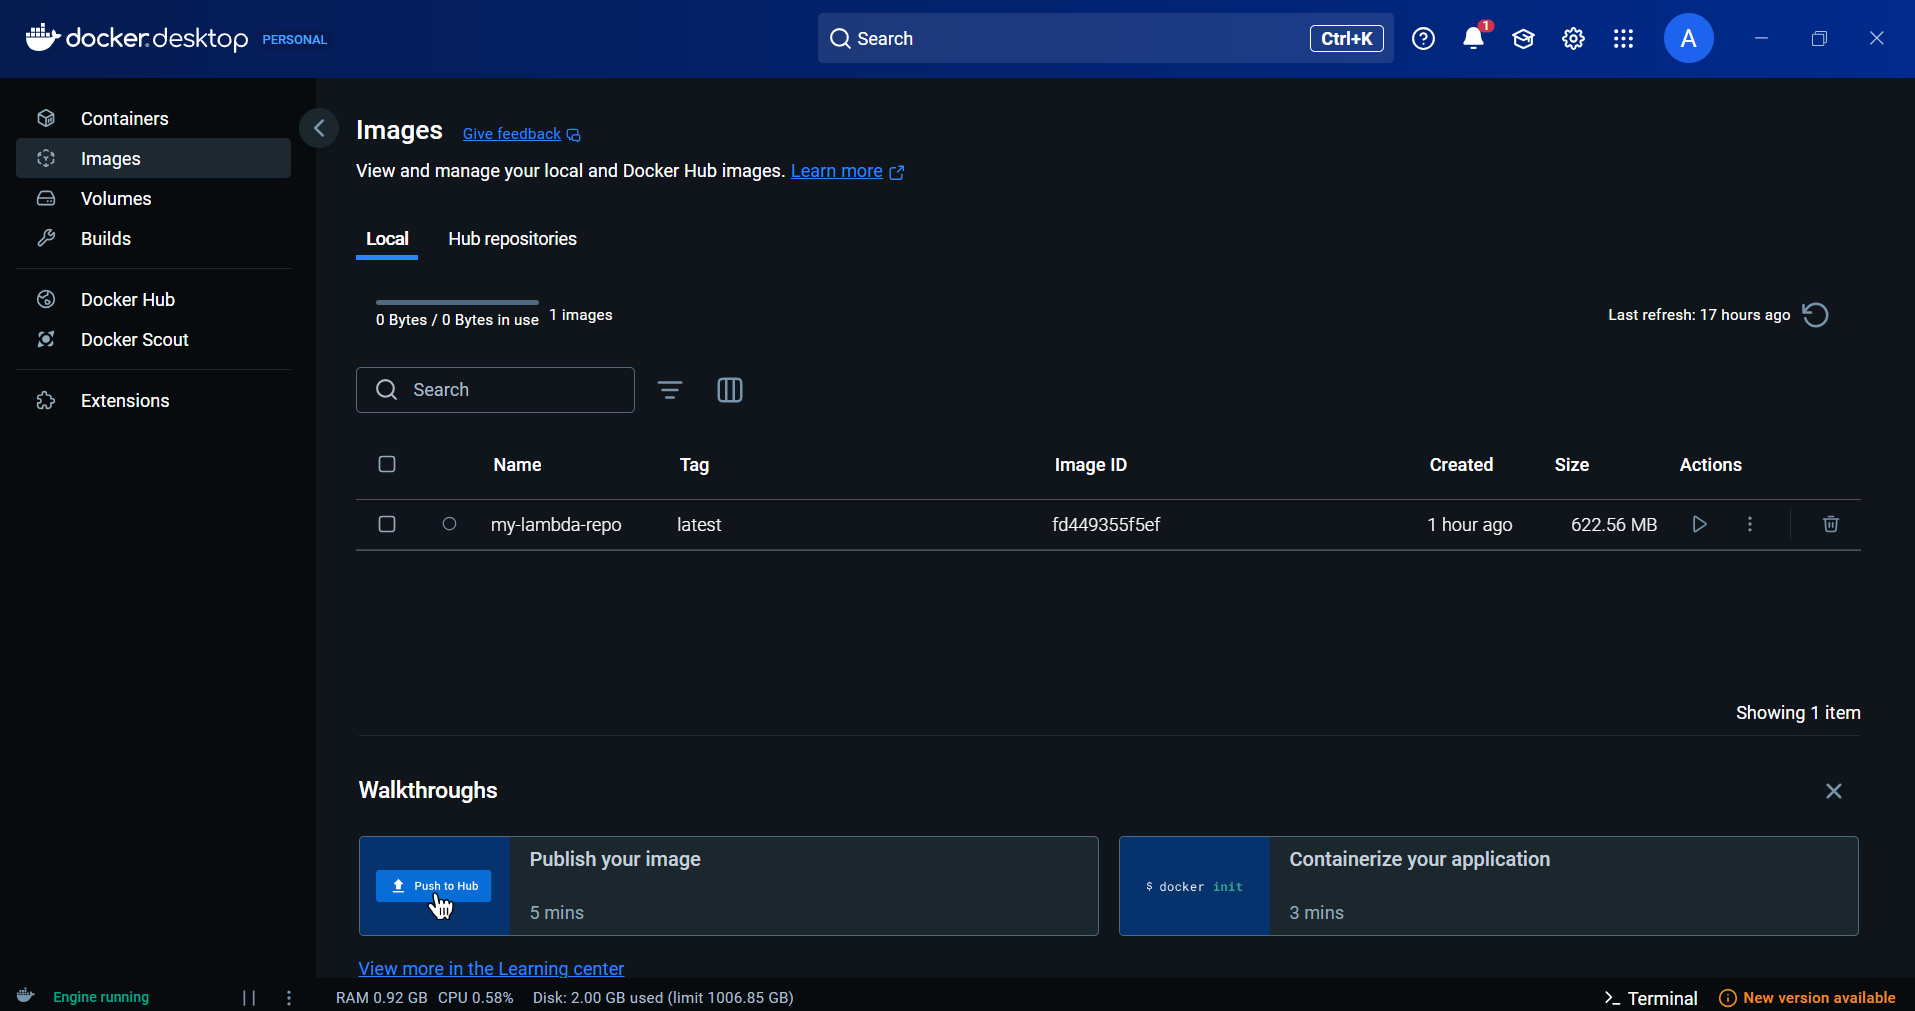 docker.desktop PERSONAL
Search Ctrl+K
1
A
Containers
Images
Volumes
Builds
Docker Hub
Docker Scout
Extensions
Images Give feedback
View and manage your local and Docker Hub images. Learn more
Local Hub repositories
0 Bytes / 0 Bytes in use 1 images
Last refresh: 17 hours ago
Search
Name Tag Image ID Created Size Actions
my-lambda-repo latest fd449355f5ef 1 hour ago 622.56 MB
Showing 1 item
Walkthroughs
Push to Hub
Publish your image
5 mins
$ docker init
Containerize your application
3 mins
View more in the Learning center
Engine running
RAM 0.92 GB CPU 0.58% Disk: 2.00 GB used (limit 1006.85 GB)
Terminal
New version available